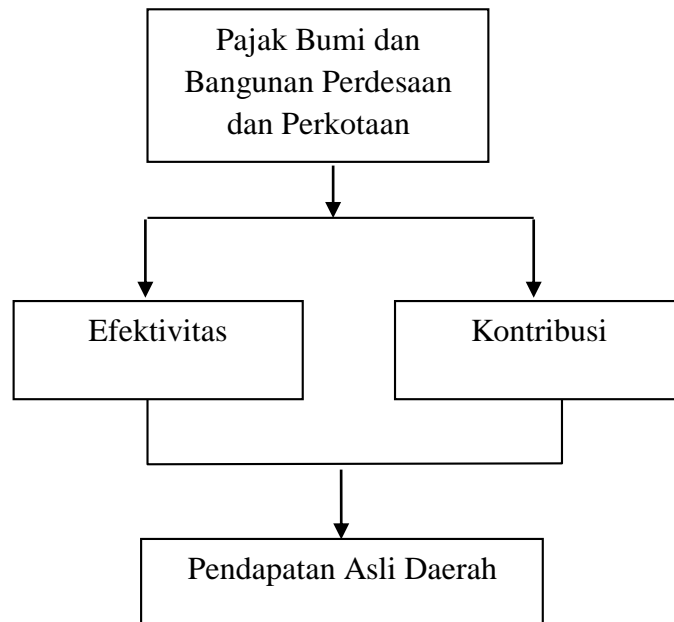 Pajak Bumi dan
Bangunan Perdesaan
dan Perkotaan
Efektivitas
Kontribusi
Pendapatan Asli Daerah